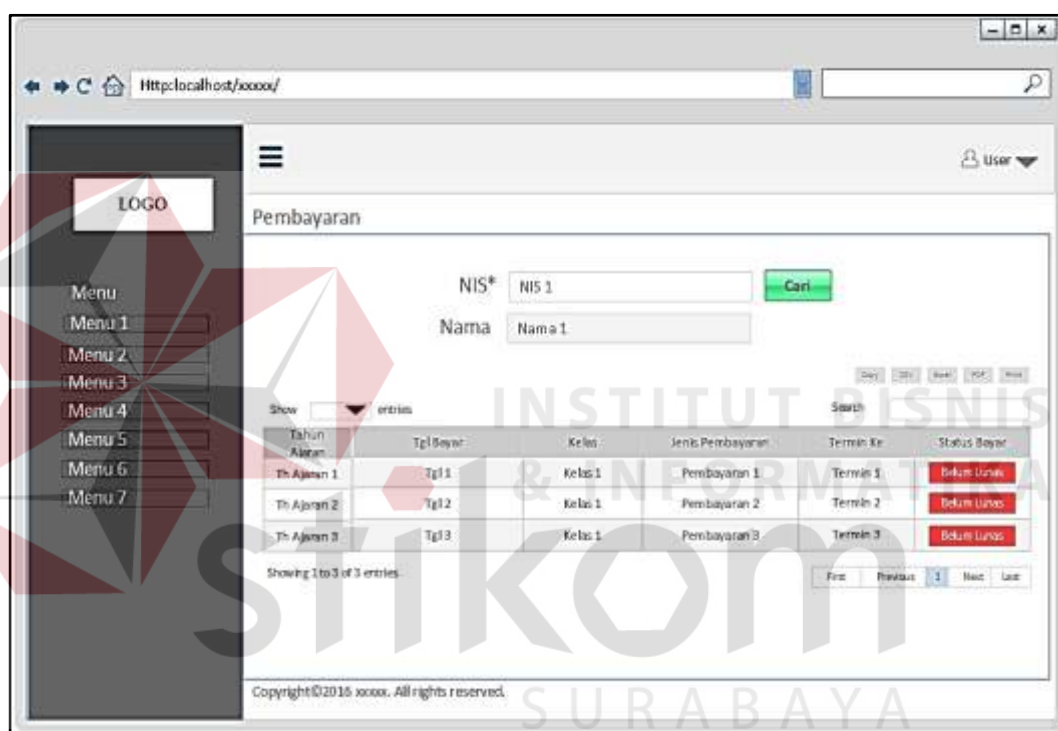 Http:localhost/xxxxx/
User
LOGO
Pembayaran
NIS* NIS 1 Cari
Nama Nama 1
Menu
Menu 1
Menu 2
Menu 3
Menu 4
Menu 5
Menu 6
Menu 7
Copy CSV Excel PDF Print
Show entries Search
Tahun Ajaran Tgl Bayar Kelas Jenis Pembayaran Termin Ke Status Bayar
Th Ajaran 1 Tgl 1 Kelas 1 Pembayaran 1 Termin 1 Belum Lunas
Th Ajaran 2 Tgl 2 Kelas 1 Pembayaran 2 Termin 2 Belum Lunas
Th Ajaran 3 Tgl 3 Kelas 1 Pembayaran 3 Termin 3 Belum Lunas
Showing 1 to 3 of 3 entries
First Previous 1 Next Last
Copyright©2016 xxxxx. All rights reserved.
INSTITUT BISNIS
& INFORMATIKA
stikom
SURABAYA